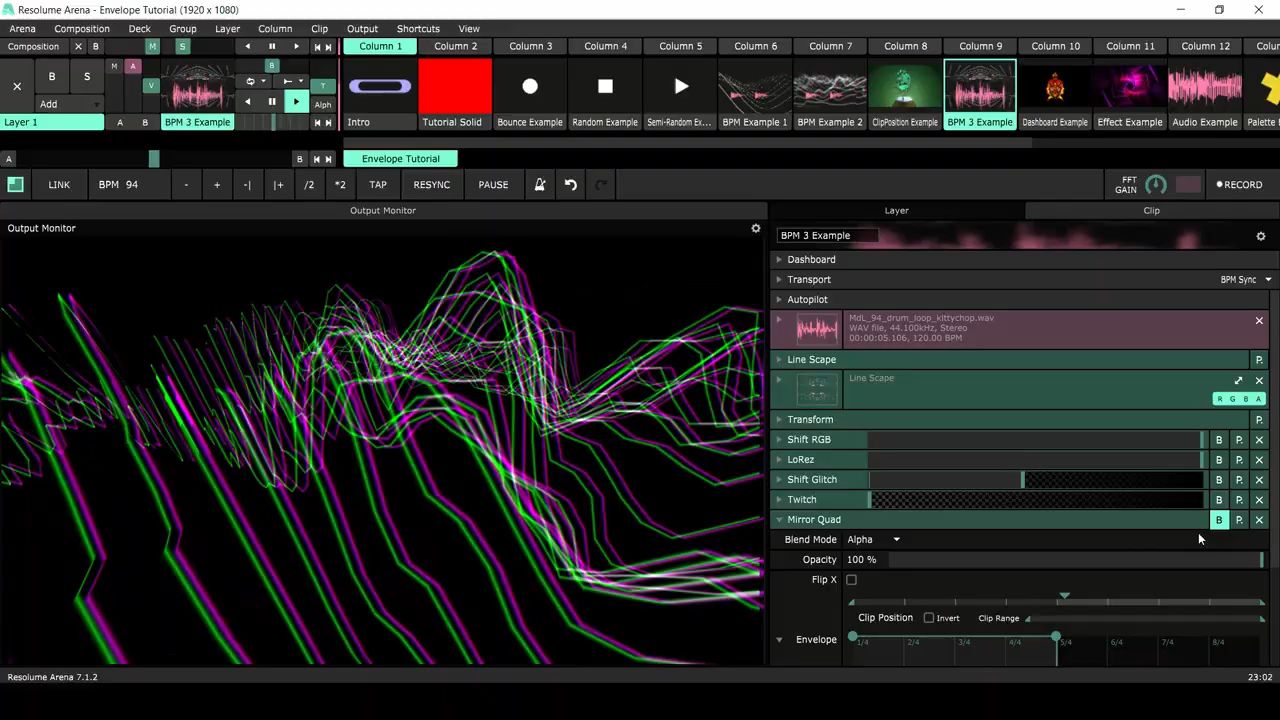 Resolume Arena - Envelope Tutorial (1920 x 1080)
Arena Composition Deck Group Layer Column Clip Output Shortcuts View
Composition X B M S Column 1 Column 2 Column 3 Column 4 Column 5 Column 6 Column 7 Column 8 Column 9 Column 10 Column 11 Column 12 Colu
B S M A V B T
Add Alph
Layer 1 A B BPM 3 Example Intro Tutorial Solid Bounce Example Random Example Semi-Random Ex... BPM Example 1 BPM Example 2 ClipPosition Example BPM 3 Example Dashboard Example Effect Example Audio Example Palette
A B Envelope Tutorial
LINK BPM 94 - + -| |+ /2 *2 TAP RESYNC PAUSE FFT GAIN RECORD
Output Monitor Layer Clip
Output Monitor
BPM 3 Example
Dashboard
Transport BPM Sync
Autopilot
MdL_94_drum_loop_kittychop.wav
WAV file, 44.100kHz, Stereo
00:00:05.106, 120.00 BPM
Line Scape P.
Line Scape
R G B A
Transform P.
Shift RGB B P.
LoRez B P.
Shift Glitch B P.
Twitch B P.
Mirror Quad B P.
Blend Mode Alpha
Opacity 100 %
Flip X
Clip Position Invert Clip Range
Envelope 1/4 2/4 3/4 4/4 5/4 6/4 7/4 8/4
Resolume Arena 7.1.2 23:02